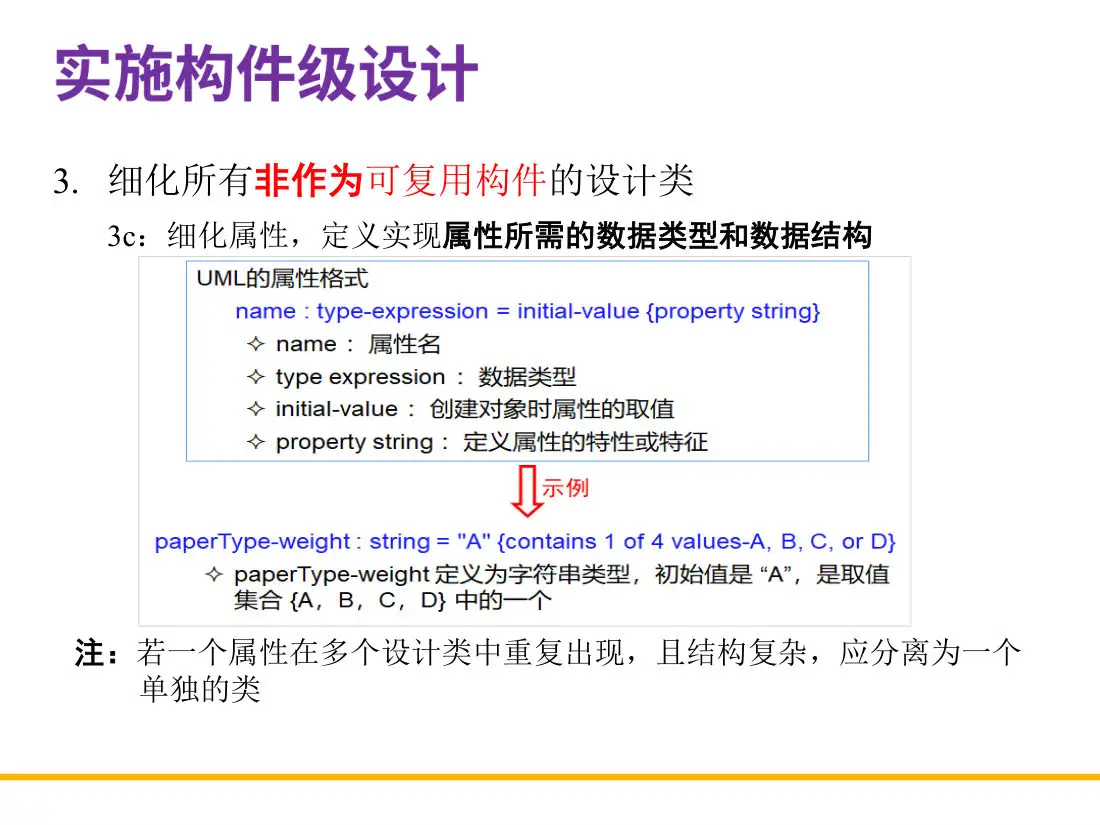 实施构件级设计
3. 细化所有非作为可复用构件的设计类
3c：细化属性，定义实现属性所需的数据类型和数据结构
UML的属性格式
name : type-expression = initial-value {property string}
✧ name ： 属性名
✧ type expression ： 数据类型
✧ initial-value ： 创建对象时属性的取值
✧ property string ： 定义属性的特性或特征
示例
paperType-weight : string = "A" {contains 1 of 4 values-A, B, C, or D}
✧ paperType-weight 定义为字符串类型，初始值是 “A”，是取值
集合 {A，B，C，D} 中的一个
注：若一个属性在多个设计类中重复出现，且结构复杂，应分离为一个
单独的类